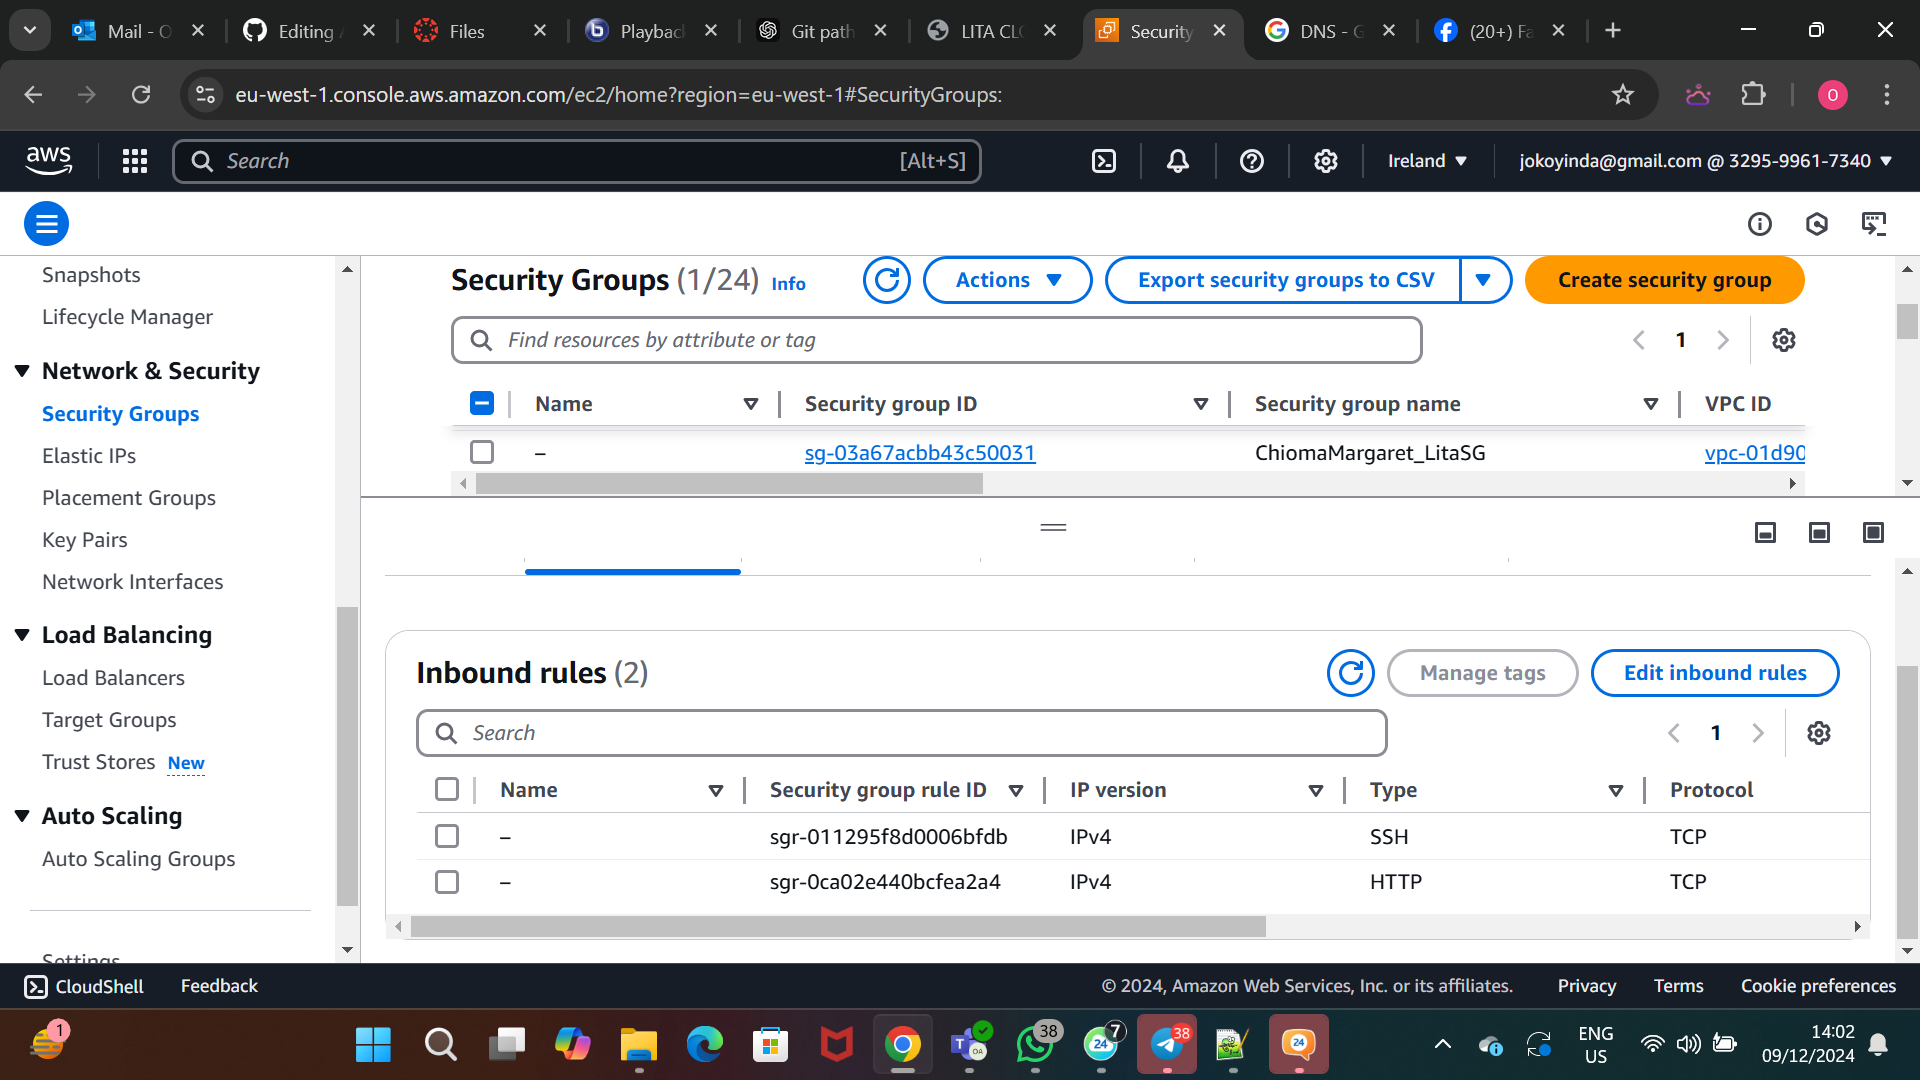 Mail - O
Editing
Files
Playback
Git path
LITA CLO
Security
DNS - G
(20+) Fa
eu-west-1.console.aws.amazon.com/ec2/home?region=eu-west-1#SecurityGroups:
O
aws
Search
[Alt+S]
Ireland
jokoyinda@gmail.com @ 3295-9961-7340
Snapshots
Lifecycle Manager
Network & Security
Security Groups
Elastic IPs
Placement Groups
Key Pairs
Network Interfaces
Load Balancing
Load Balancers
Target Groups
Trust Stores New
Auto Scaling
Auto Scaling Groups
Settings
Security Groups (1/24) Info
Actions
Export security groups to CSV
Create security group
Find resources by attribute or tag
1
Name
Security group ID
Security group name
VPC ID
–
sg-03a67acbb43c50031
ChiomaMargaret_LitaSG
vpc-01d90
Inbound rules (2)
Manage tags
Edit inbound rules
Search
1
Name
Security group rule ID
IP version
Type
Protocol
–
sgr-011295f8d0006bfdb
IPv4
SSH
TCP
–
sgr-0ca02e440bcfea2a4
IPv4
HTTP
TCP
CloudShell
Feedback
© 2024, Amazon Web Services, Inc. or its affiliates.
Privacy
Terms
Cookie preferences
1
T
OA
38
24
7
38
24
ENG
US
14:02
09/12/2024